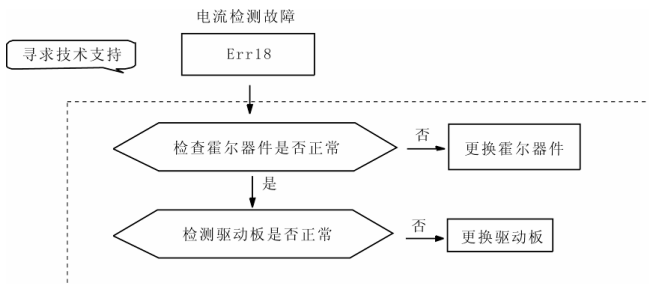 电流检测故障
寻求技术支持
Err18
检查霍尔器件是否正常
否
更换霍尔器件
是
检测驱动板是否正常
否
更换驱动板